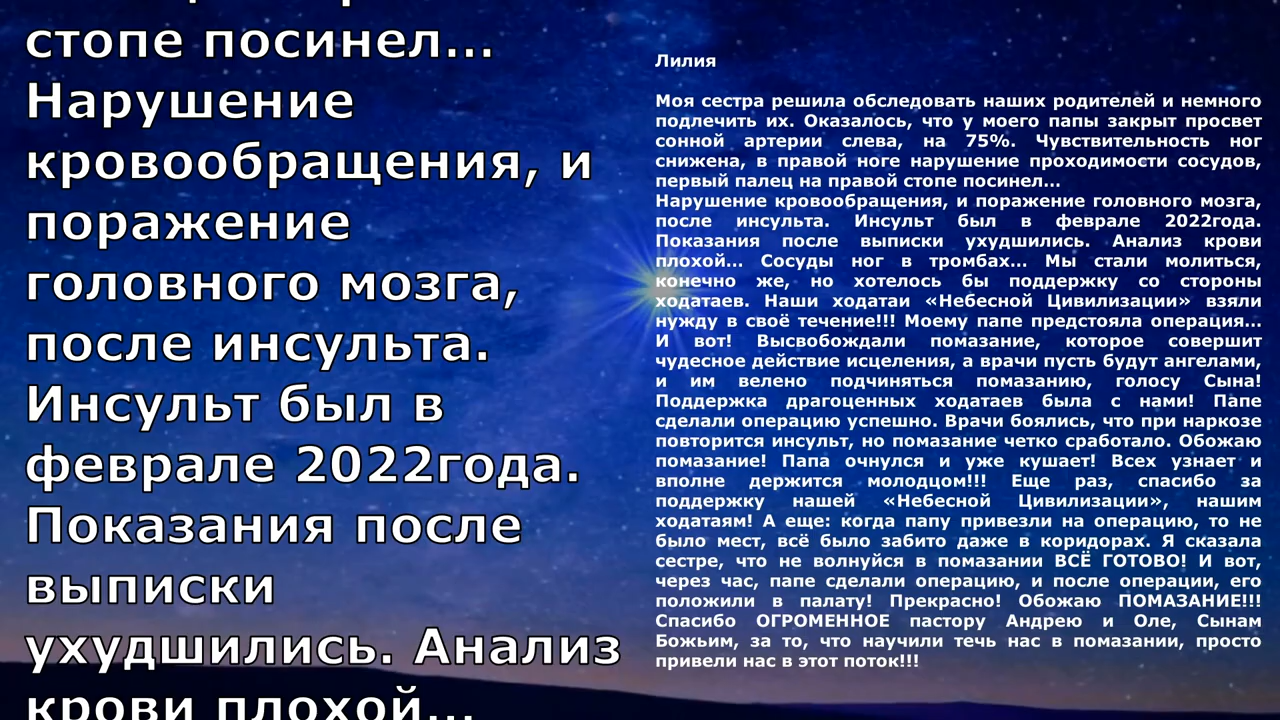 стопе посинел...
Нарушение
кровообращения, и
поражение
головного мозга,
после инсульта.
Инсульт был в
феврале 2022года.
Показания после
выписки
ухудшились. Анализ
крови плохой...
Лилия
Моя сестра решила обследовать наших родителей и немного
подлечить их. Оказалось, что у моего папы закрыт просвет
сонной артерии слева, на 75%. Чувствительность ног
снижена, в правой ноге нарушение проходимости сосудов,
первый палец на правой стопе посинел...
Нарушение кровообращения, и поражение головного мозга,
после инсульта. Инсульт был в феврале 2022года.
Показания после выписки ухудшились. Анализ крови
плохой... Сосуды ног в тромбах... Мы стали молиться,
конечно же, но хотелось бы поддержку со стороны
ходатаев. Наши ходатаи «Небесной Цивилизации» взяли
нужду в своё течение!!! Моему папе предстояла операция...
И вот! Высвобождали помазание, которое совершит
чудесное действие исцеления, а врачи пусть будут ангелами,
и им велено подчиняться помазанию, голосу Сына!
Поддержка драгоценных ходатаев была с нами! Папе
сделали операцию успешно. Врачи боялись, что при наркозе
повторится инсульт, но помазание четко сработало. Обожаю
помазание! Папа очнулся и уже кушает! Всех узнает и
вполне держится молодцом!!! Еще раз, спасибо за
поддержку нашей «Небесной Цивилизации», нашим
ходатаям! А еще: когда папу привезли на операцию, то не
было мест, всё было забито даже в коридорах. Я сказала
сестре, что не волнуйся в помазании ВСЁ ГОТОВО! И вот,
через час, папе сделали операцию, и после операции, его
положили в палату! Прекрасно! Обожаю ПОМАЗАНИЕ!!!
Спасибо ОГРОМЕННОЕ пастору Андрею и Оле, Сынам
Божьим, за то, что научили течь нас в помазании, просто
привели нас в этот поток!!!